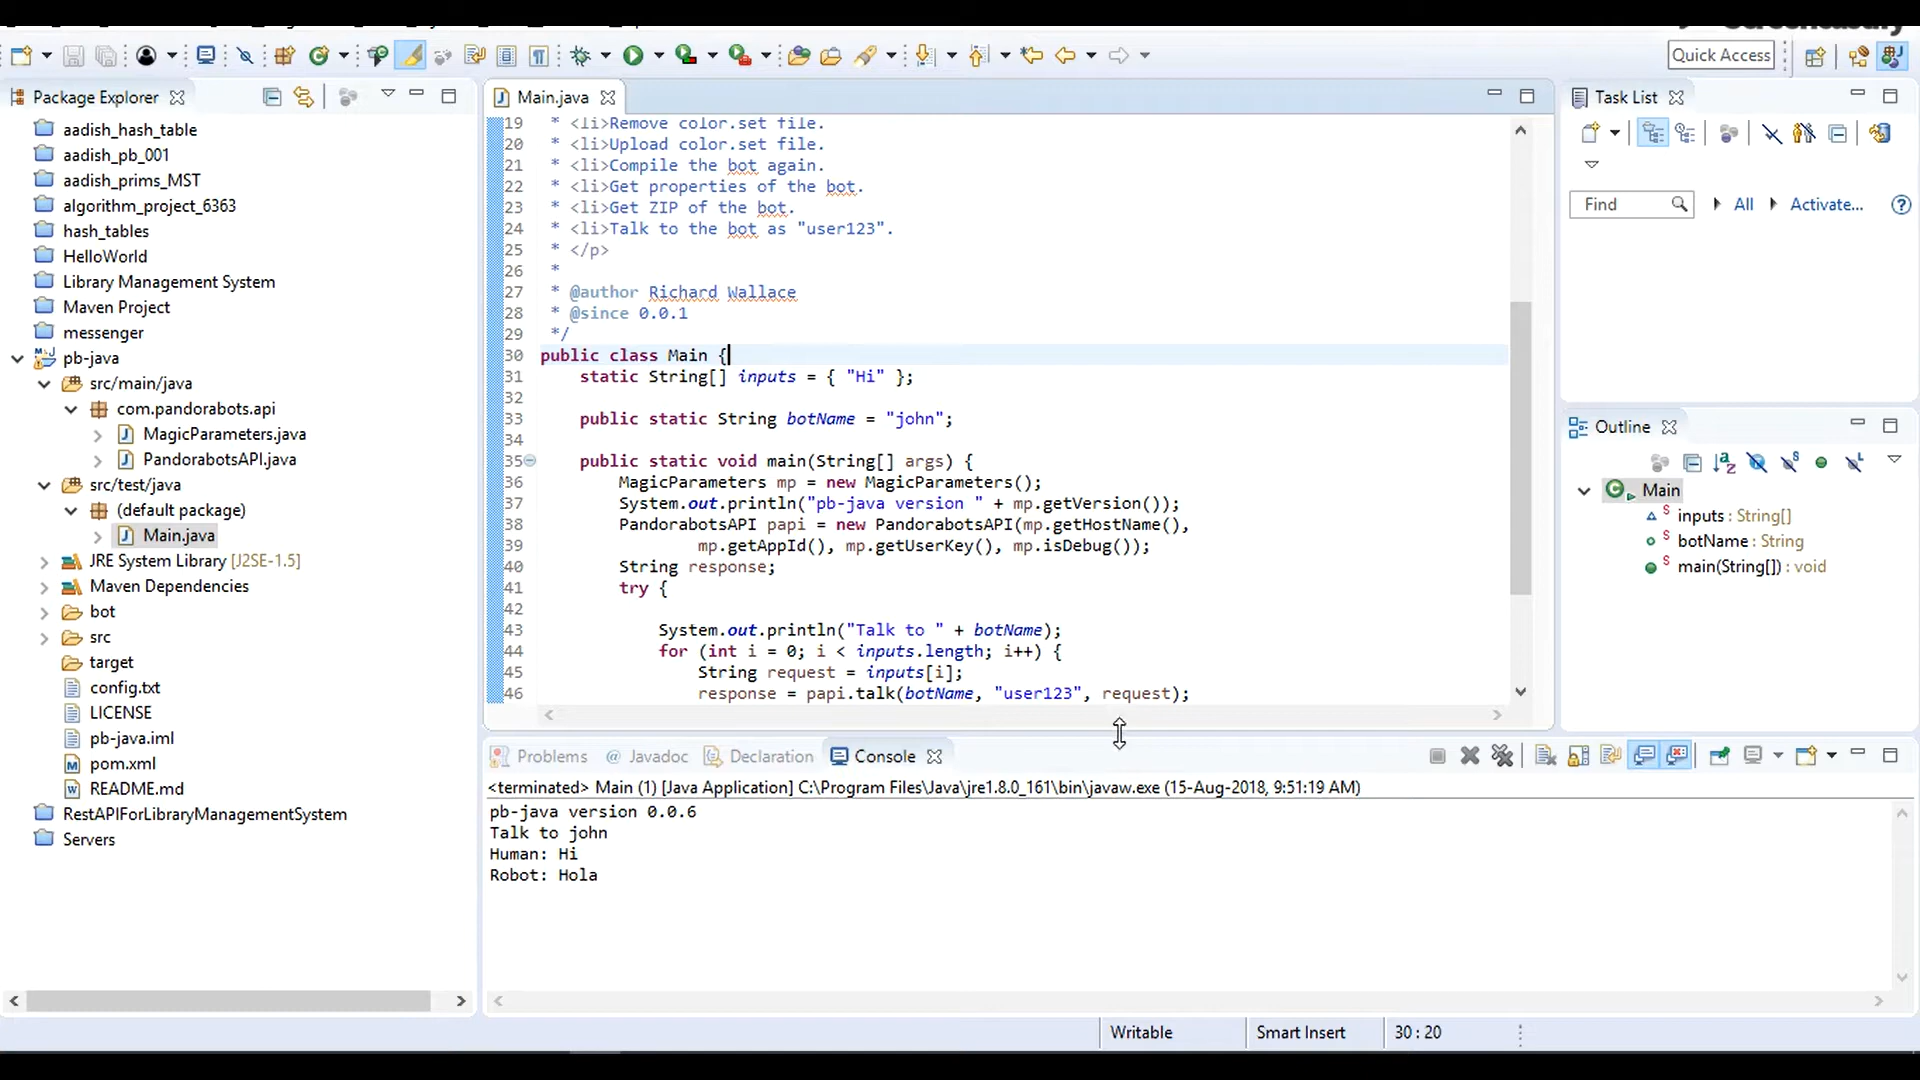 Quick Access
Package Explorer
aadish_hash_table
aadish_pb_001
aadish_prims_MST
algorithm_project_6363
hash_tables
HelloWorld
Library Management System
Maven Project
messenger
pb-java
src/main/java
com.pandorabots.api
MagicParameters.java
PandorabotsAPI.java
src/test/java
(default package)
Main.java
JRE System Library [J2SE-1.5]
Maven Dependencies
bot
src
target
config.txt
LICENSE
pb-java.iml
pom.xml
README.md
RestAPIForLibraryManagementSystem
Servers
Main.java
19 * <li>Remove color.set file.
20 * <li>Upload color.set file.
21 * <li>Compile the bot again.
22 * <li>Get properties of the bot.
23 * <li>Get ZIP of the bot.
24 * <li>Talk to the bot as "user123".
25 * </p>
26 *
27 * @author Richard Wallace
28 * @since 0.0.1
29 */
30 public class Main {
31 static String[] inputs = { "Hi" };
32
33 public static String botName = "john";
34
35 public static void main(String[] args) {
36 MagicParameters mp = new MagicParameters();
37 System.out.println("pb-java version " + mp.getVersion());
38 PandorabotsAPI papi = new PandorabotsAPI(mp.getHostName(),
39 mp.getAppId(), mp.getUserKey(), mp.isDebug());
40 String response;
41 try {
42
43 System.out.println("Talk to " + botName);
44 for (int i = 0; i < inputs.length; i++) {
45 String request = inputs[i];
46 response = papi.talk(botName, "user123", request);
Task List
Find
All
Activate...
Outline
Main
inputs : String[]
botName : String
main(String[]) : void
Problems
@ Javadoc
Declaration
Console
<terminated> Main (1) [Java Application] C:\Program Files\Java\jre1.8.0_161\bin\javaw.exe (15-Aug-2018, 9:51:19 AM)
pb-java version 0.0.6
Talk to john
Human: Hi
Robot: Hola
Writable
Smart Insert
30 : 20